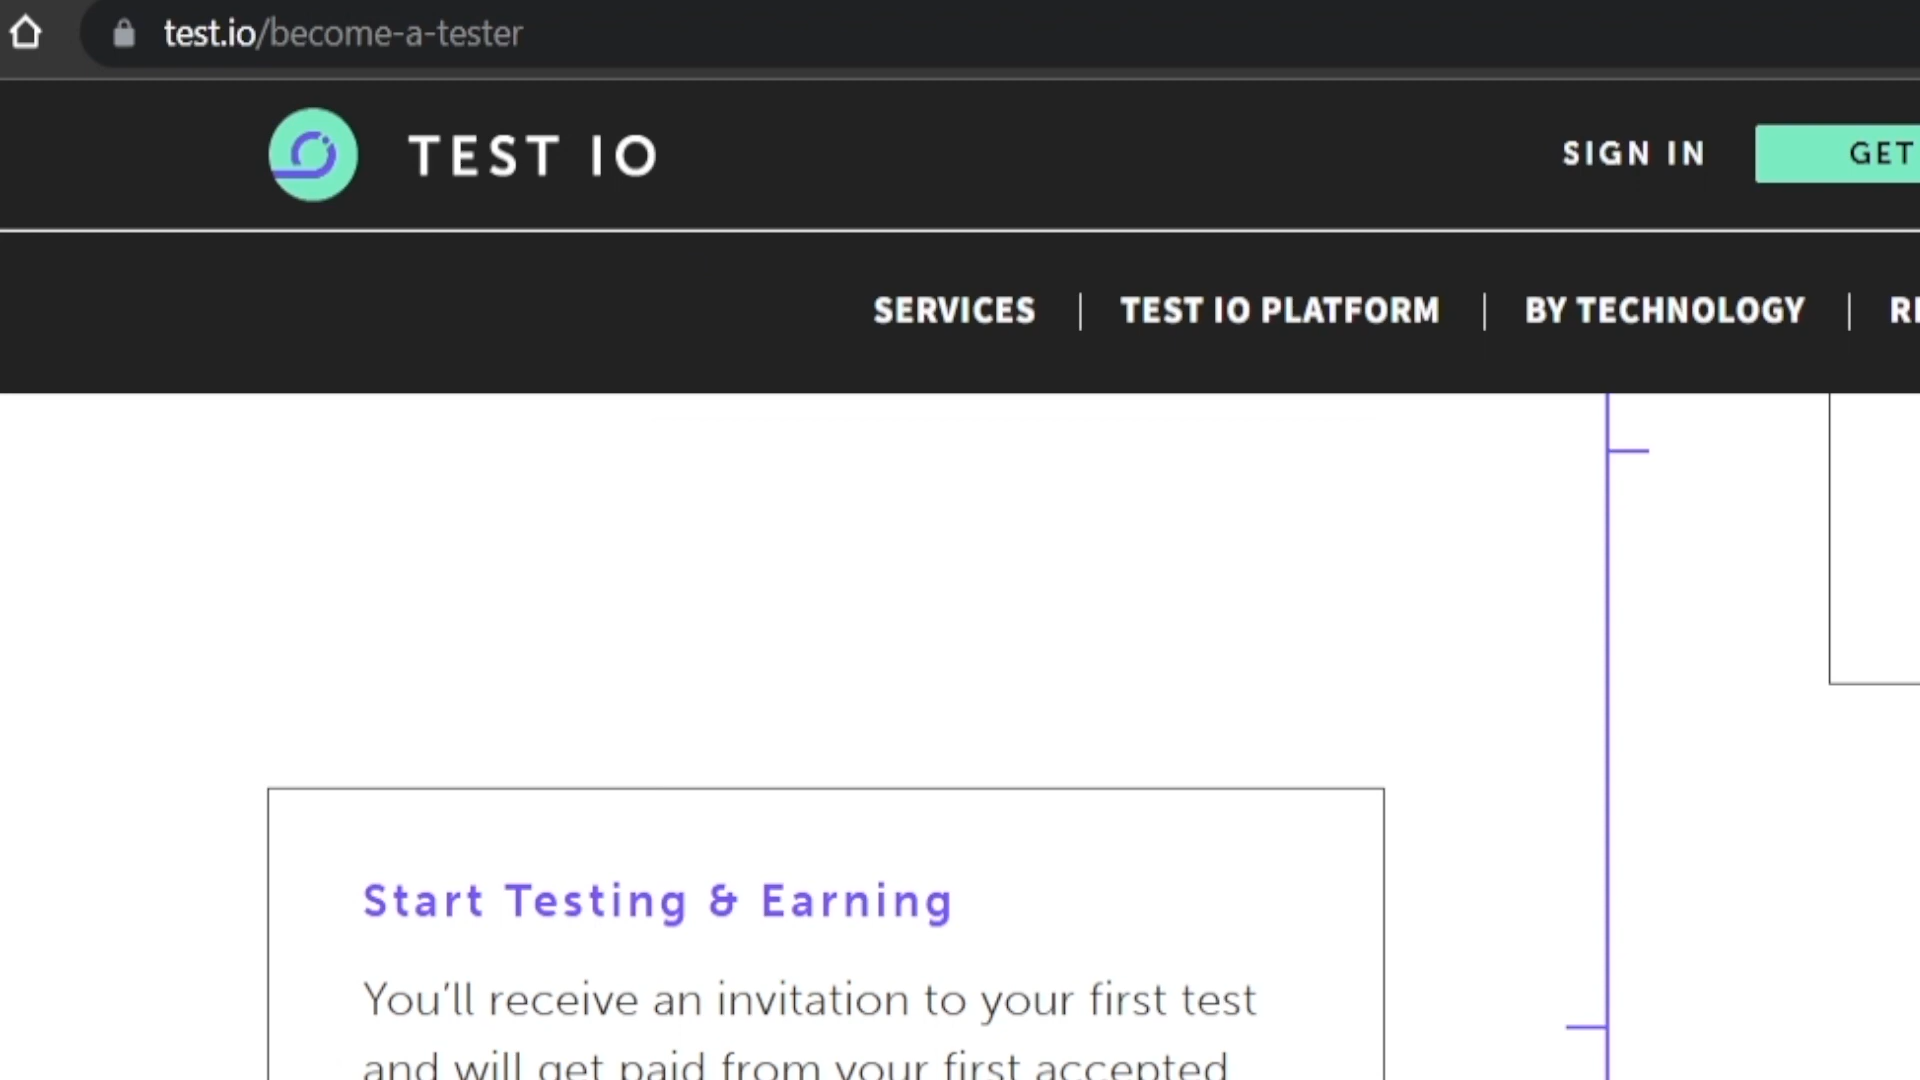 test.io/become-a-tester
TEST IO
SIGN IN
GET
SERVICES | TEST IO PLATFORM | BY TECHNOLOGY |
Start Testing & Earning
You'll receive an invitation to your first test
and will get paid from your first accepted